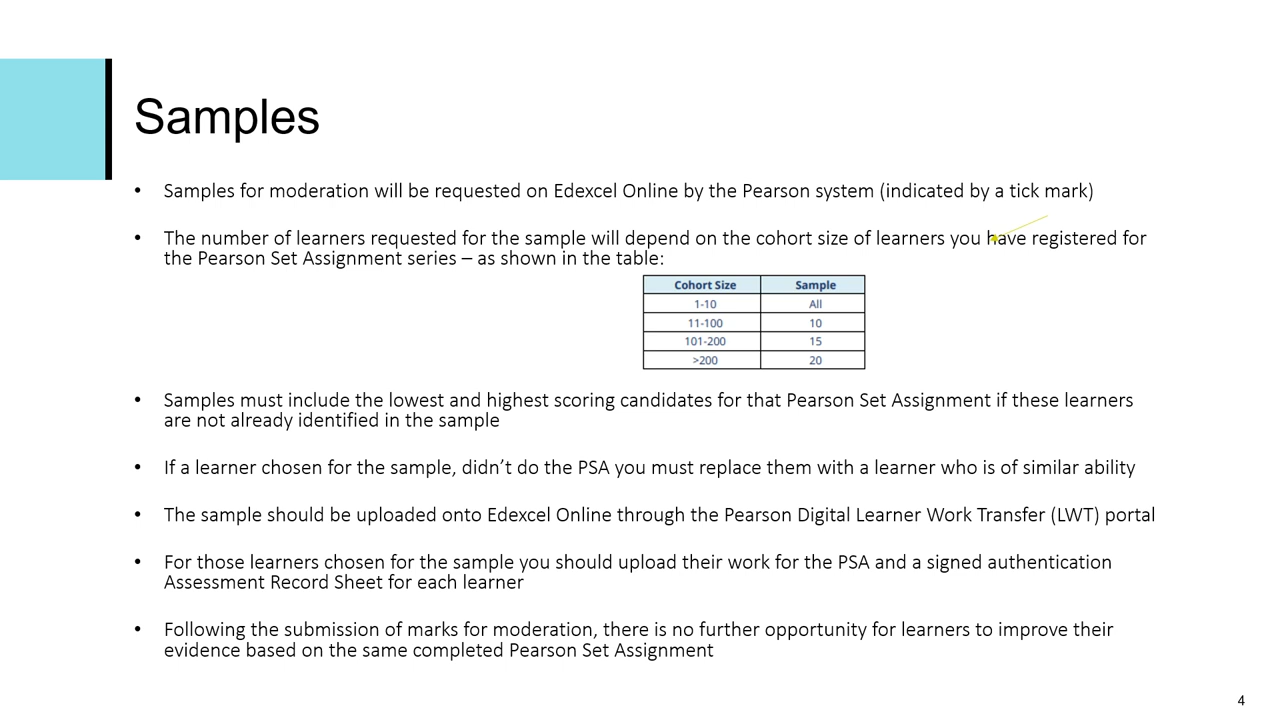 Samples
• Samples for moderation will be requested on Edexcel Online by the Pearson system (indicated by a tick mark)
• The number of learners requested for the sample will depend on the cohort size of learners you have registered for
the Pearson Set Assignment series – as shown in the table:
Cohort Size Sample
1-10 All
11-100 10
101-200 15
>200 20
• Samples must include the lowest and highest scoring candidates for that Pearson Set Assignment if these learners
are not already identified in the sample
• If a learner chosen for the sample, didn’t do the PSA you must replace them with a learner who is of similar ability
• The sample should be uploaded onto Edexcel Online through the Pearson Digital Learner Work Transfer (LWT) portal
• For those learners chosen for the sample you should upload their work for the PSA and a signed authentication
Assessment Record Sheet for each learner
• Following the submission of marks for moderation, there is no further opportunity for learners to improve their
evidence based on the same completed Pearson Set Assignment
4